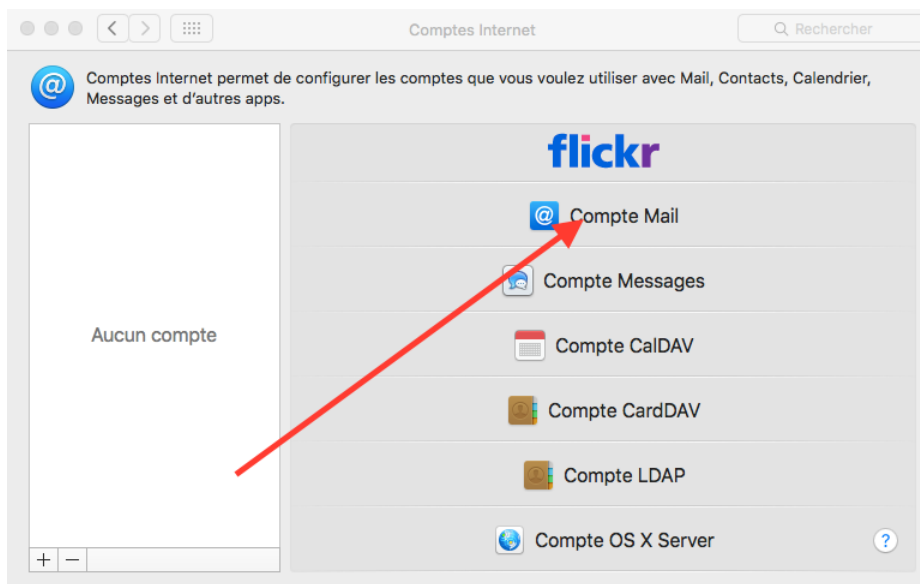 Comptes Internet
Rechercher
Comptes Internet permet de configurer les comptes que vous voulez utiliser avec Mail, Contacts, Calendrier,
Messages et d'autres apps.
flickr
@ Compte Mail
Compte Messages
Aucun compte
Compte CalDAV
Compte CardDAV
Compte LDAP
Compte OS X Server
?
+ −